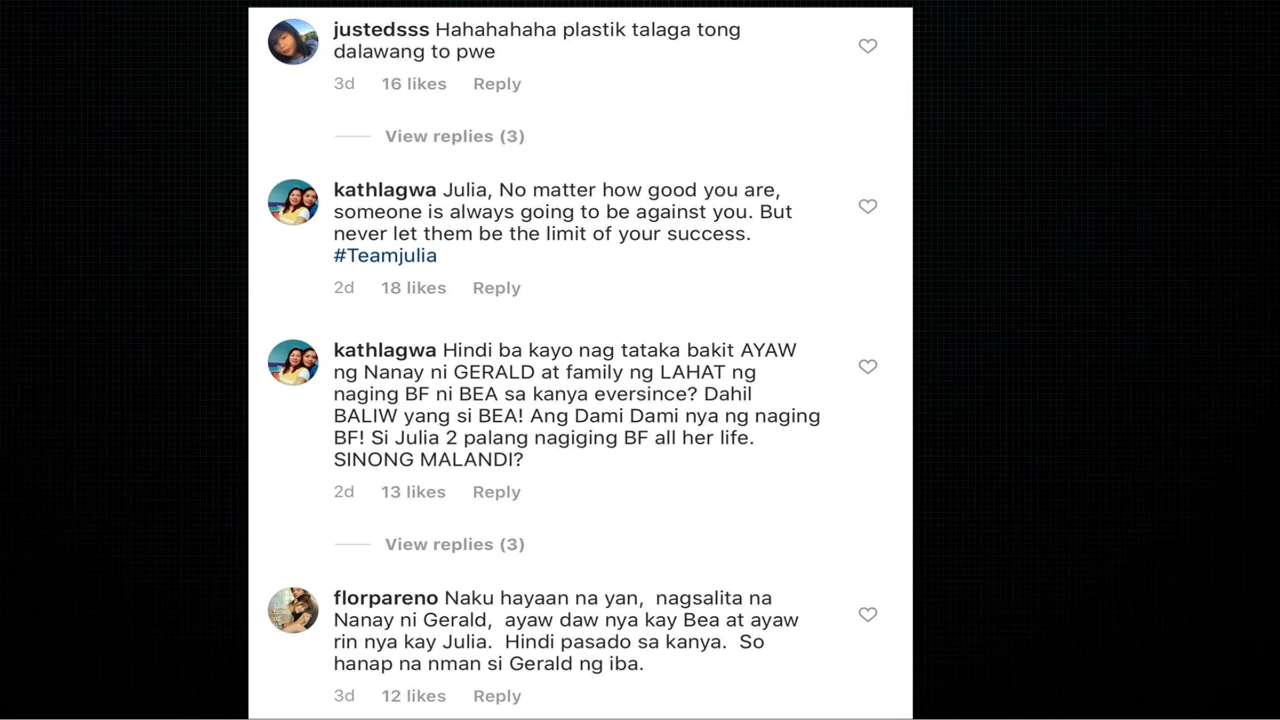 justedsss Hahahahaha plastik talaga tong
dalawang to pwe
3d 16 likes Reply
View replies (3)
kathlagwa Julia, No matter how good you are,
someone is always going to be against you. But
never let them be the limit of your success.
#Teamjulia
2d 18 likes Reply
kathlagwa Hindi ba kayo nag tataka bakit AYAW
ng Nanay ni GERALD at family ng LAHAT ng
naging BF ni BEA sa kanya eversince? Dahil
BALIW yang si BEA! Ang Dami Dami nya ng naging
BF! Si Julia 2 palang nagiging BF all her life.
SINONG MALANDI?
2d 13 likes Reply
View replies (3)
florpareno Naku hayaan na yan, nagsalita na
Nanay ni Gerald, ayaw daw nya kay Bea at ayaw
rin nya kay Julia. Hindi pasado sa kanya. So
hanap na nman si Gerald ng iba.
3d 12 likes Reply